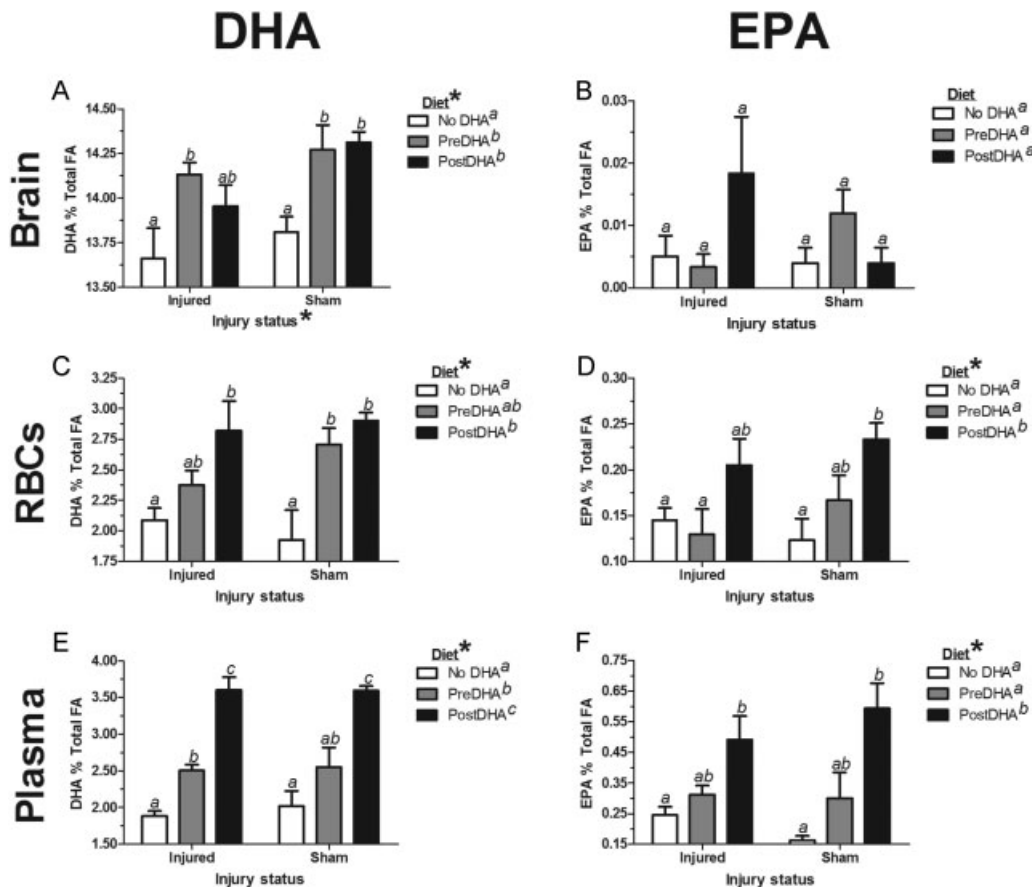 DHA
EPA
Brain
A
14.50
14.25
14.00
13.75
13.50
DHA % Total FA
a
b
ab
a
b
b
Injured
Sham
Injury status*
Diet*
No DHAa
PreDHAb
PostDHAb
B
0.03
0.02
0.01
0.00
EPA % Total FA
a
a
a
a
a
a
Injured
Sham
Injury status
Diet
No DHAa
PreDHAa
PostDHAa
RBCs
C
3.25
3.00
2.75
2.50
2.25
2.00
1.75
DHA % Total FA
a
ab
b
a
b
b
Injured
Sham
Injury status
Diet*
No DHAa
PreDHAab
PostDHAb
D
0.30
0.25
0.20
0.15
0.10
EPA % Total FA
a
a
ab
a
ab
b
Injured
Sham
Injury status
Diet*
No DHAa
PreDHAa
PostDHAb
Plasma
E
4.00
3.50
3.00
2.50
2.00
1.50
DHA % Total FA
a
b
c
a
ab
c
Injured
Sham
Injury status
Diet*
No DHAa
PreDHAb
PostDHAc
F
0.75
0.65
0.55
0.45
0.35
0.25
0.15
EPA % Total FA
a
ab
b
a
ab
b
Injured
Sham
Injury status
Diet*
No DHAa
PreDHAa
PostDHAb